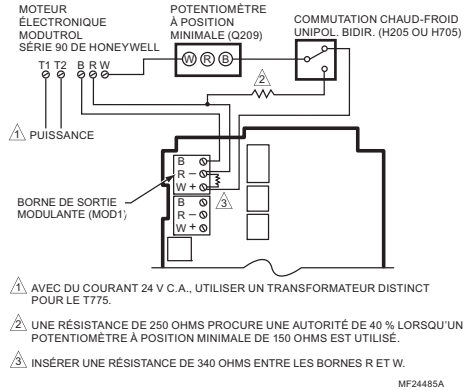 MOTEUR
ÉLECTRONIQUE
MODUTROL
SÉRIE 90 DE HONEYWELL
T1 T2 B R W
POTENTIOMÈTRE
À POSITION
MINIMALE (Q209)
W R B
COMMUTATION CHAUD-FROID
UNIPOL. BIDIR. (H205 OU H705)
2
1 PUISSANCE
B
R –
W +
3
BORNE DE SORTIE
MODULANTE (MOD1)
B
R –
W +
1 AVEC DU COURANT 24 V C.A., UTILISER UN TRANSFORMATEUR DISTINCT
POUR LE T775.
2 UNE RÉSISTANCE DE 250 OHMS PROCURE UNE AUTORITÉ DE 40 % LORSQU'UN
POTENTIOMÈTRE À POSITION MINIMALE DE 150 OHMS EST UTILISÉ.
3 INSÉRER UNE RÉSISTANCE DE 340 OHMS ENTRE LES BORNES R ET W.
MF24485A